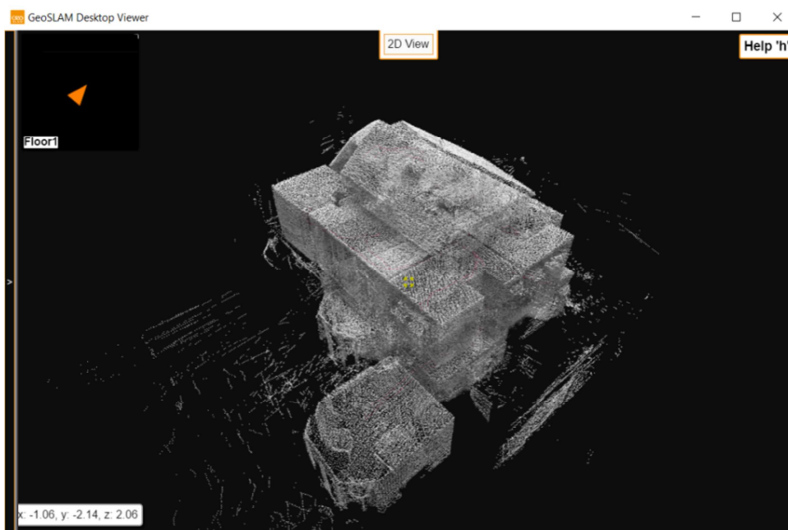 GeoSLAM Desktop Viewer
2D View
Help 'h'
Floor1
>
x: -1.06, y: -2.14, z: 2.06